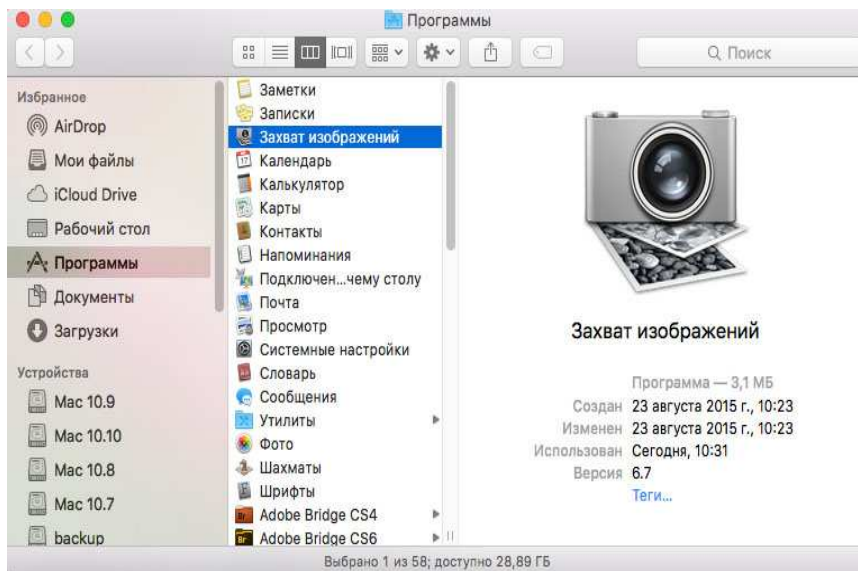 Программы
Поиск
Избранное
AirDrop
Мои файлы
iCloud Drive
Рабочий стол
Программы
Документы
Загрузки
Устройства
Mac 10.9
Mac 10.10
Mac 10.8
Mac 10.7
backup
Заметки
Записки
Захват изображений
Календарь
Калькулятор
Карты
Контакты
Напоминания
Подключен...чему столу
Почта
Просмотр
Системные настройки
Словарь
Сообщения
Утилиты
Фото
Шахматы
Шрифты
Adobe Bridge CS4
Adobe Bridge CS6
Захват изображений
Программа — 3,1 МБ
Создан 23 августа 2015 г., 10:23
Изменен 23 августа 2015 г., 10:23
Использован Сегодня, 10:31
Версия 6.7
Теги...
Выбрано 1 из 58; доступно 28,89 ГБ